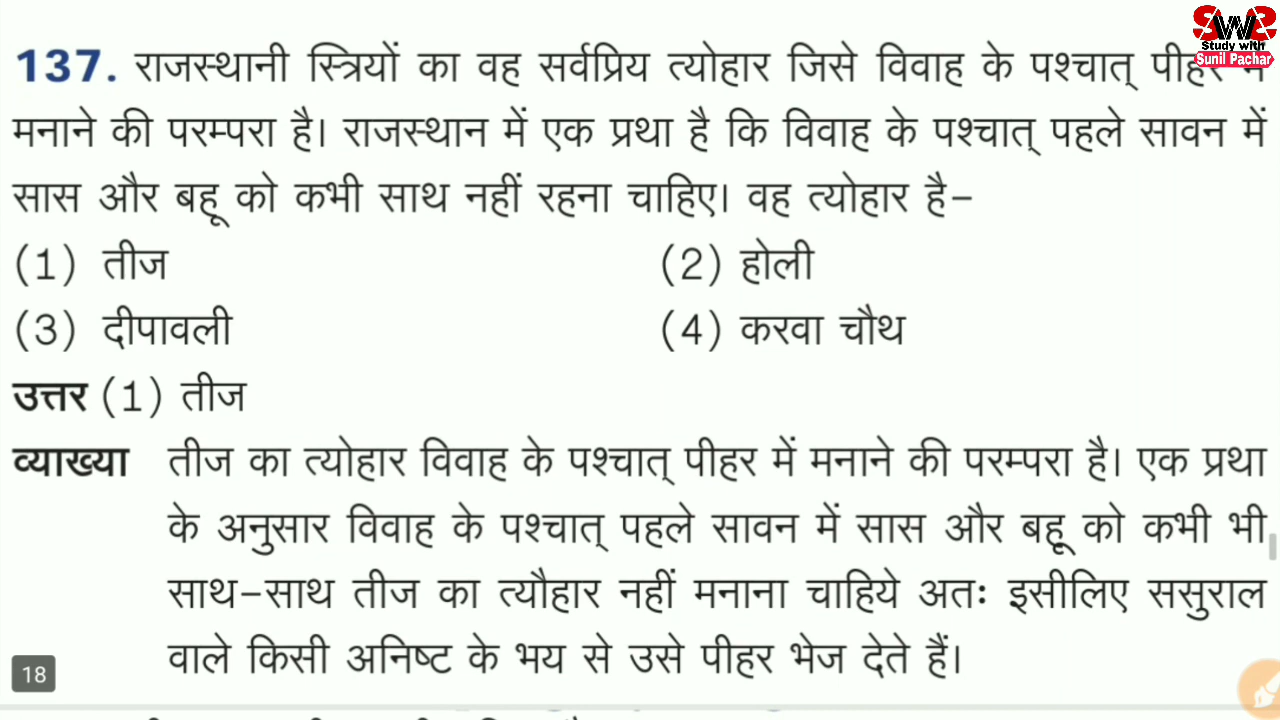 SWS
Study with
Sunil Pachar
137. राजस्थानी स्त्रियों का वह सर्वप्रिय त्योहार जिसे विवाह के पश्चात् पीहर में
मनाने की परम्परा है। राजस्थान में एक प्रथा है कि विवाह के पश्चात् पहले सावन में
सास और बहू को कभी साथ नहीं रहना चाहिए। वह त्योहार है–
(1) तीज (2) होली
(3) दीपावली (4) करवा चौथ
उत्तर (1) तीज
व्याख्या तीज का त्योहार विवाह के पश्चात् पीहर में मनाने की परम्परा है। एक प्रथा
के अनुसार विवाह के पश्चात् पहले सावन में सास और बहू को कभी भी
साथ-साथ तीज का त्यौहार नहीं मनाना चाहिये अतः इसीलिए ससुराल
वाले किसी अनिष्ट के भय से उसे पीहर भेज देते हैं।
18